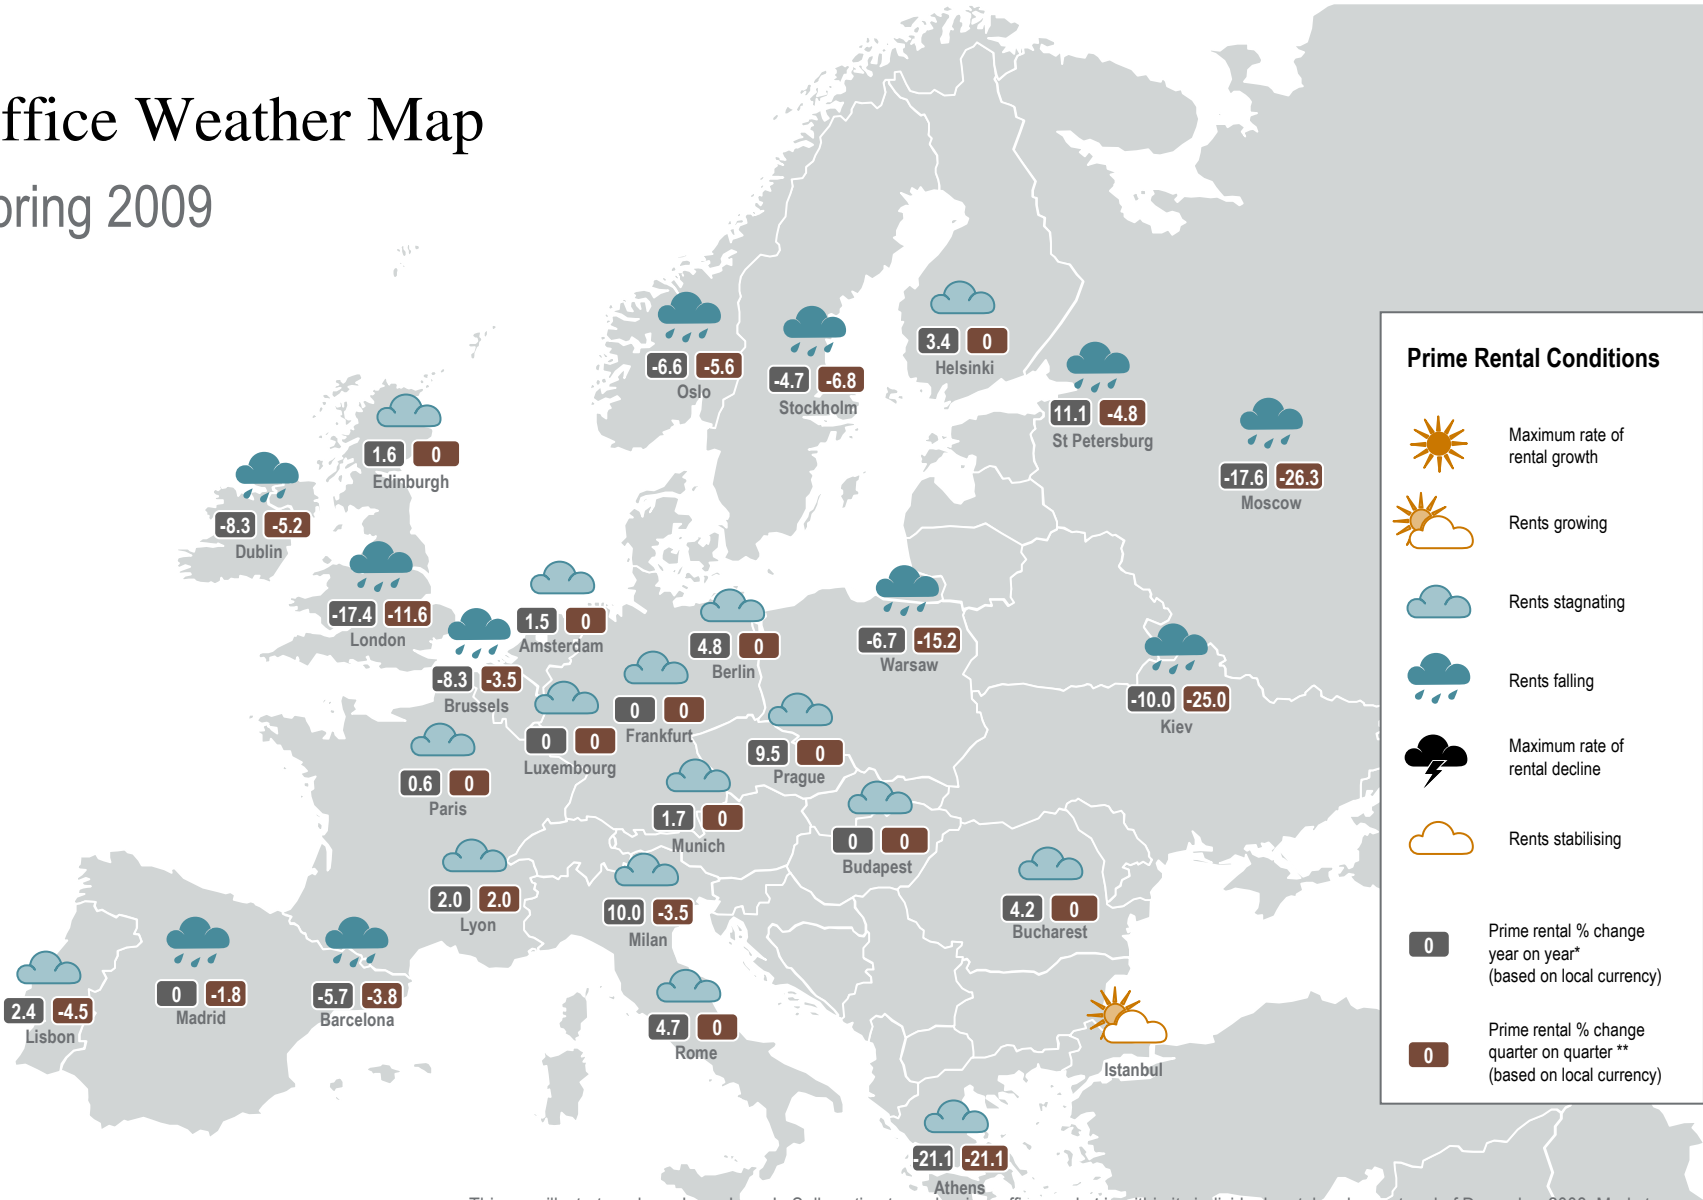 ffice Weather Map
oring 2009
-6.6 -5.6
Oslo
-4.7 -6.8
Stockholm
3.4 0
Helsinki
11.1 -4.8
St Petersburg
-17.6 -26.3
Moscow
1.6 0
Edinburgh
-8.3 -5.2
Dublin
-17.4 -11.6
London
1.5 0
Amsterdam
-8.3 -3.5
Brussels
4.8 0
Berlin
-6.7 -15.2
Warsaw
-10.0 -25.0
Kiev
0 0
Frankfurt
0 0
Luxembourg
9.5 0
Prague
0.6 0
Paris
1.7 0
Munich
0 0
Budapest
2.0 2.0
Lyon
10.0 -3.5
Milan
4.2 0
Bucharest
2.4 -4.5
Lisbon
0 -1.8
Madrid
-5.7 -3.8
Barcelona
4.7 0
Rome
Istanbul
-21.1 -21.1
Athens
Prime Rental Conditions
Maximum rate of
rental growth
Rents growing
Rents stagnating
Rents falling
Maximum rate of
rental decline
Rents stabilising
0
Prime rental % change
year on year*
(based on local currency)
0
Prime rental % change
quarter on quarter **
(based on local currency)